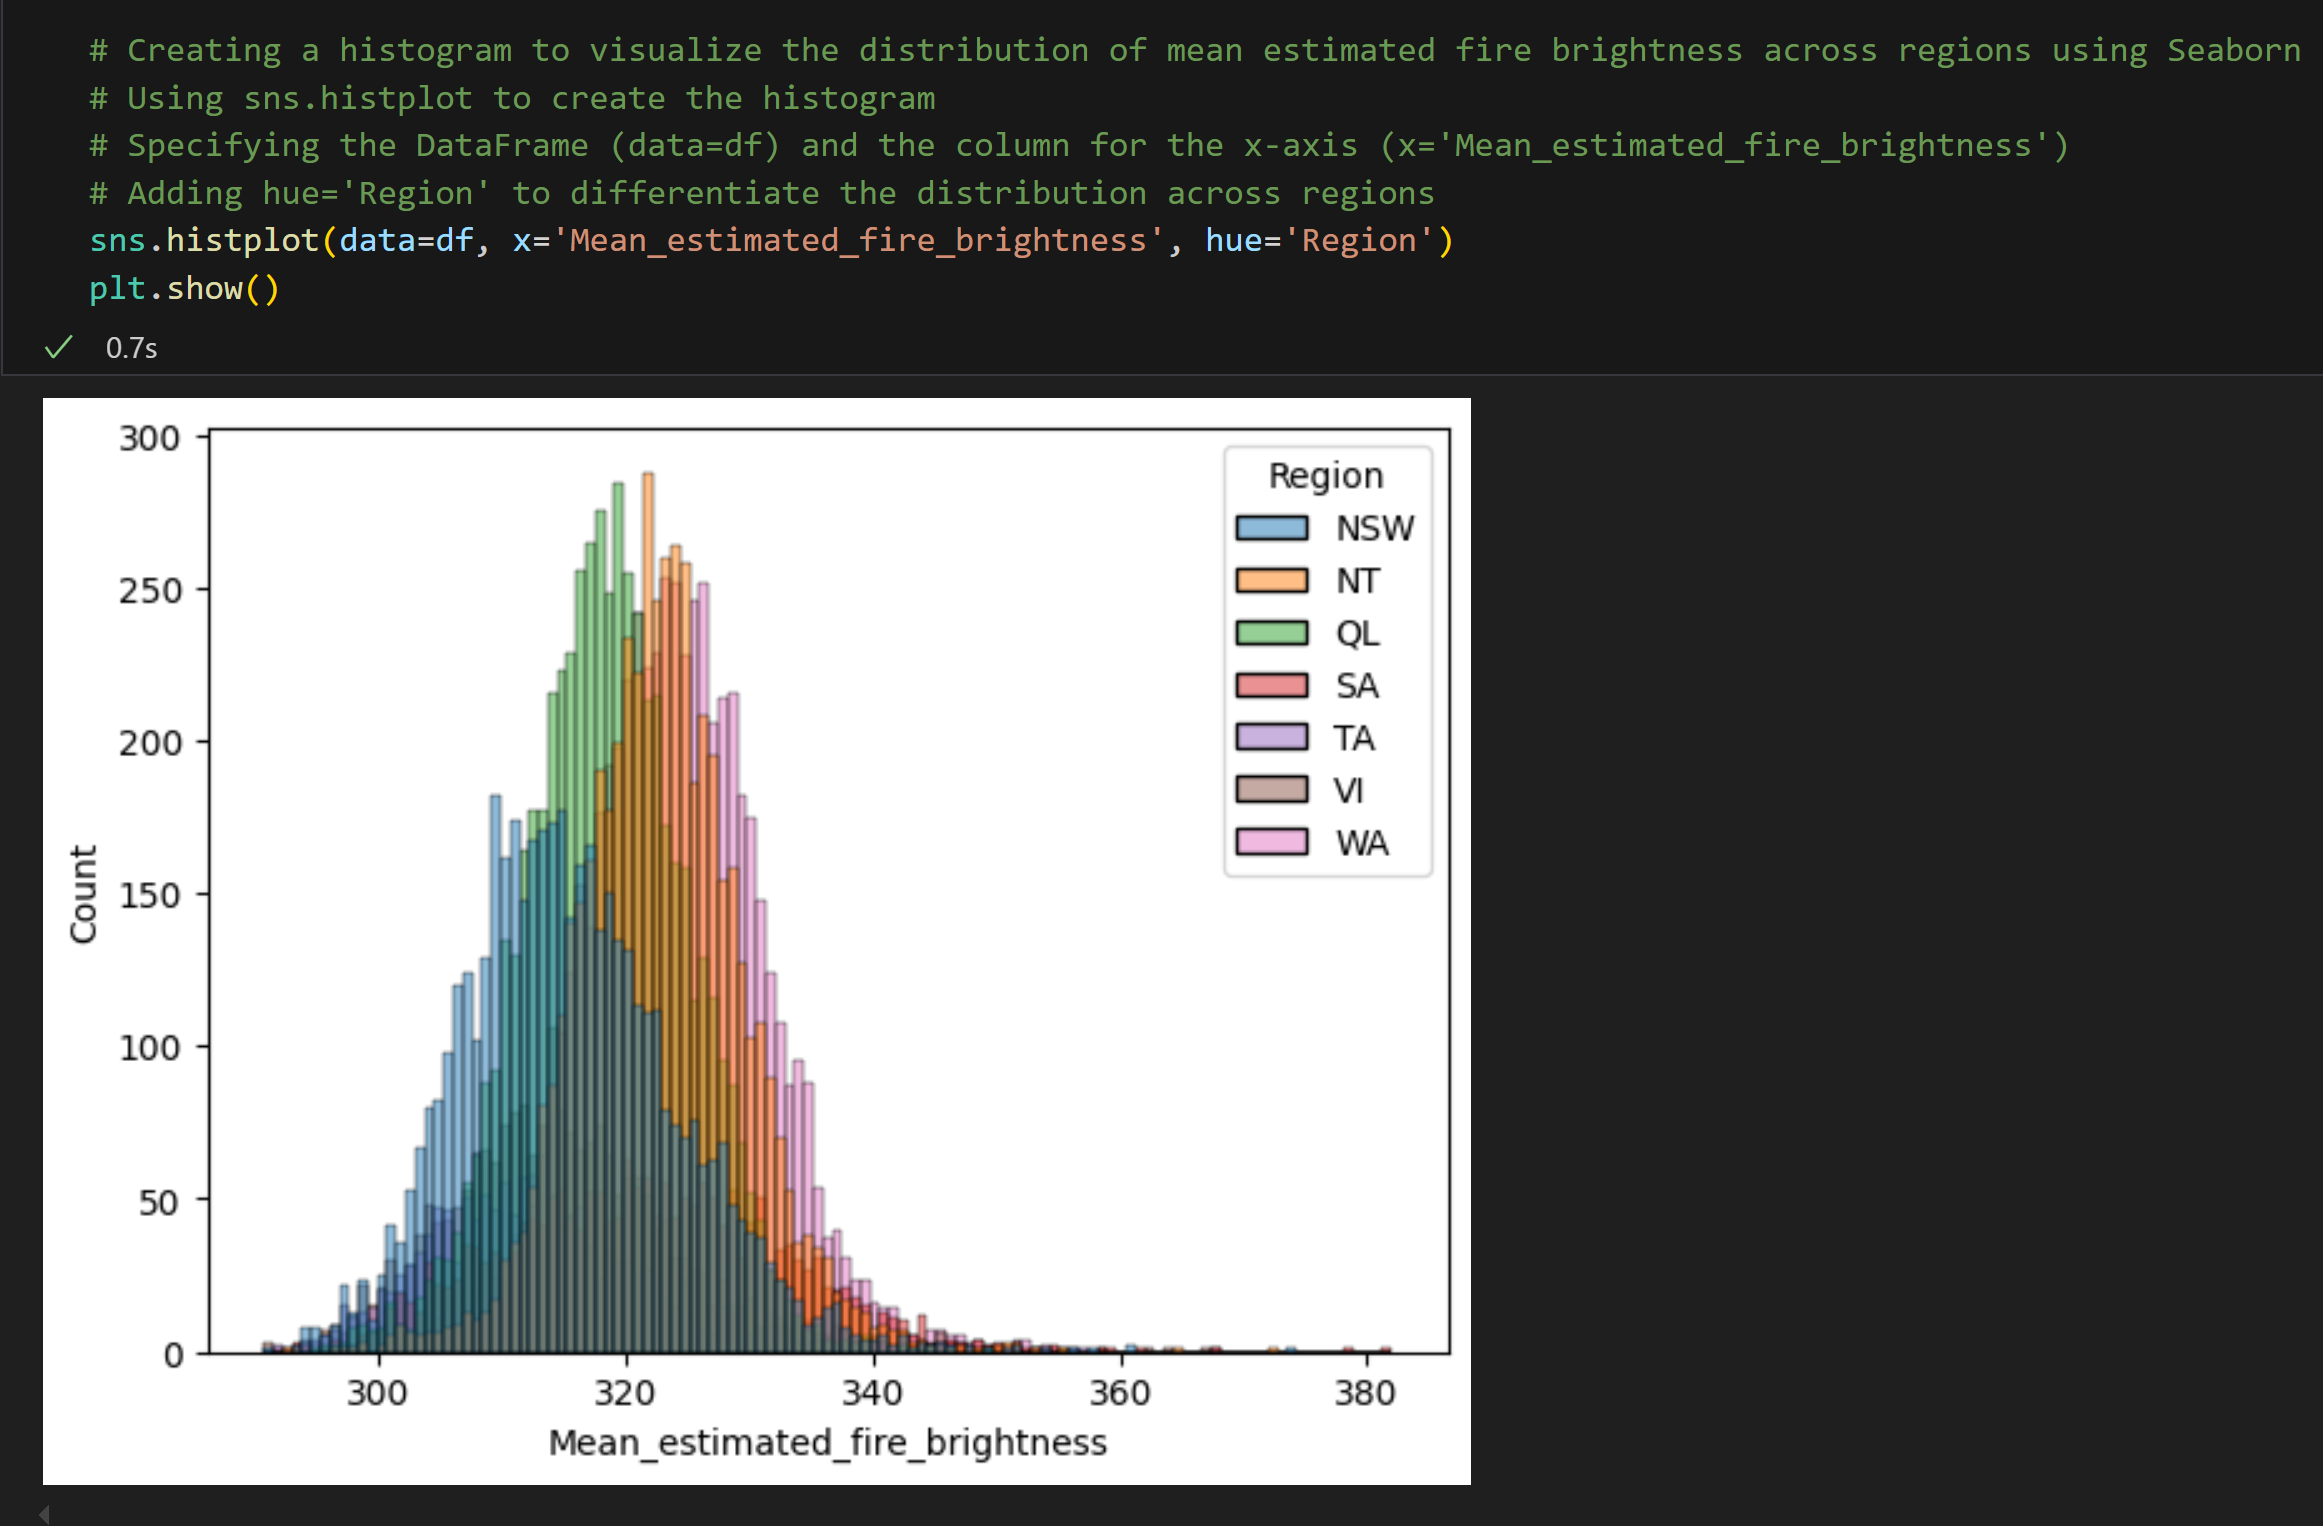 # Creating a histogram to visualize the distribution of mean estimated fire brightness across regions using Seaborn
# Using sns.histplot to create the histogram
# Specifying the DataFrame (data=df) and the column for the x-axis (x='Mean_estimated_fire_brightness')
# Adding hue='Region' to differentiate the distribution across regions
sns.histplot(data=df, x='Mean_estimated_fire_brightness', hue='Region')
plt.show()
0.7s
300
250
200
150
100
50
0
Count
Region
NSW
NT
QL
SA
TA
VI
WA
300 320 340 360 380
Mean_estimated_fire_brightness